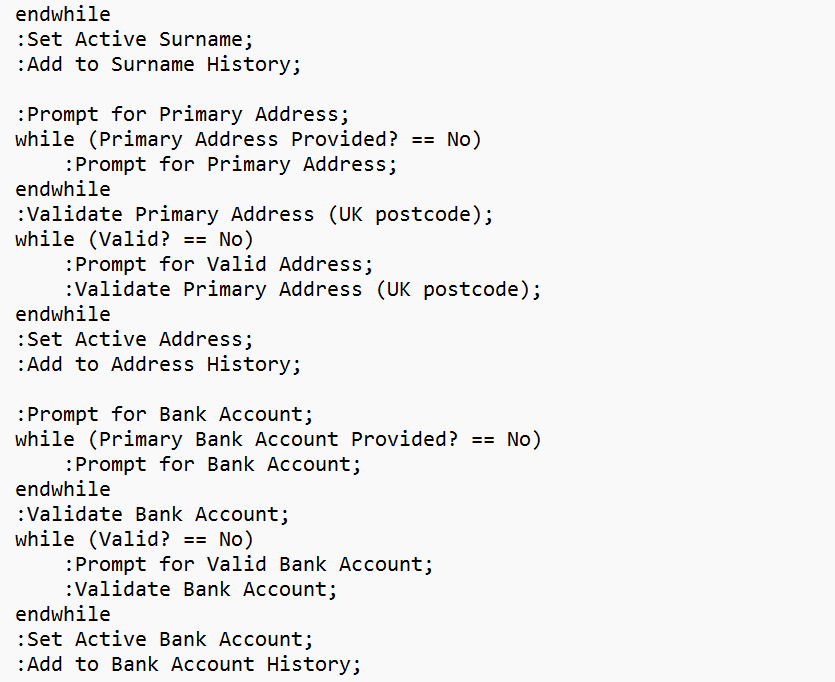 endwhile
:Set Active Surname;
:Add to Surname History;

:Prompt for Primary Address;
while (Primary Address Provided? == No)
    :Prompt for Primary Address;
endwhile
:Validate Primary Address (UK postcode);
while (Valid? == No)
    :Prompt for Valid Address;
    :Validate Primary Address (UK postcode);
endwhile
:Set Active Address;
:Add to Address History;

:Prompt for Bank Account;
while (Primary Bank Account Provided? == No)
    :Prompt for Bank Account;
endwhile
:Validate Bank Account;
while (Valid? == No)
    :Prompt for Valid Bank Account;
    :Validate Bank Account;
endwhile
:Set Active Bank Account;
:Add to Bank Account History;